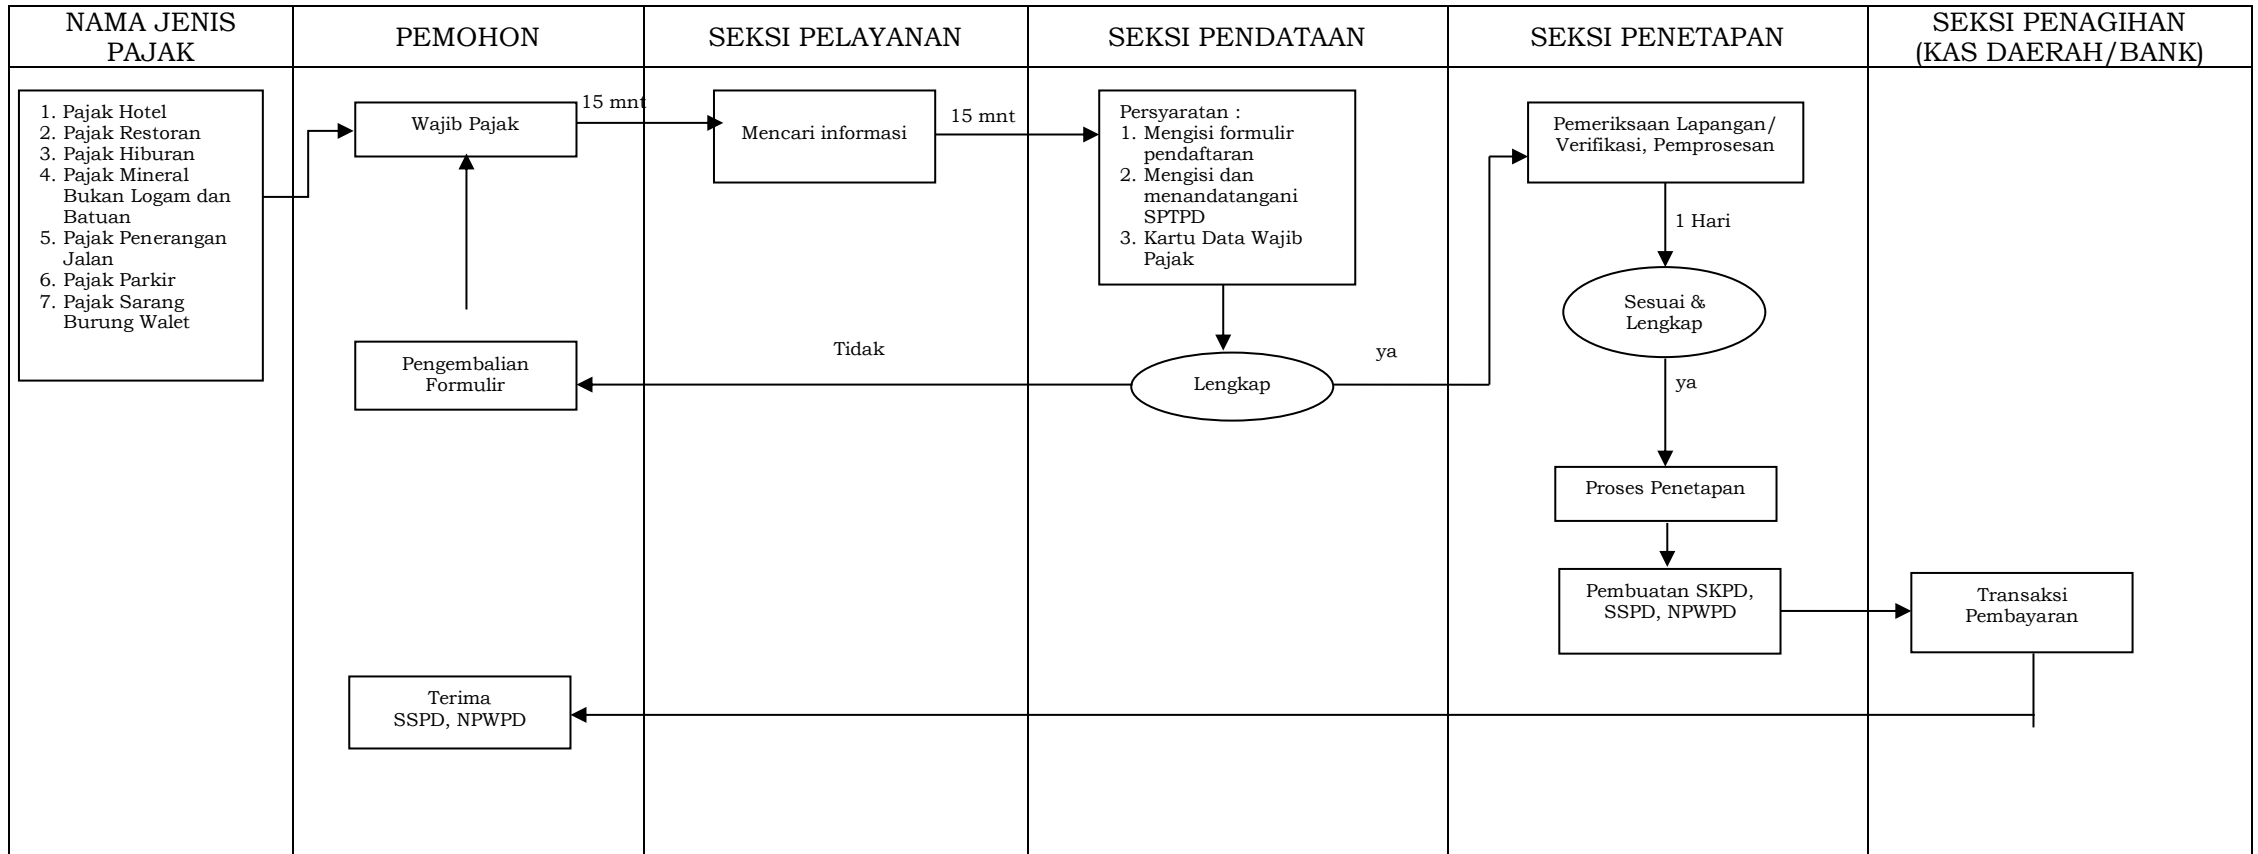 NAMA JENIS
PAJAK
PEMOHON
SEKSI PELAYANAN
SEKSI PENDATAAN
SEKSI PENETAPAN
SEKSI PENAGIHAN
(KAS DAERAH/BANK)
1. Pajak Hotel
2. Pajak Restoran
3. Pajak Hiburan
4. Pajak Mineral
Bukan Logam dan
Batuan
5. Pajak Penerangan
Jalan
6. Pajak Parkir
7. Pajak Sarang
Burung Walet
Wajib Pajak
15 mnt
Mencari informasi
15 mnt
Persyaratan :
1. Mengisi formulir
pendaftaran
2. Mengisi dan
menandatangani
SPTPD
3. Kartu Data Wajib
Pajak
Pemeriksaan Lapangan/
Verifikasi, Pemprosesan
1 Hari
Sesuai &
Lengkap
Pengembalian
Formulir
Tidak
Lengkap
ya
ya
Proses Penetapan
Pembuatan SKPD,
SSPD, NPWPD
Transaksi
Pembayaran
Terima
SSPD, NPWPD